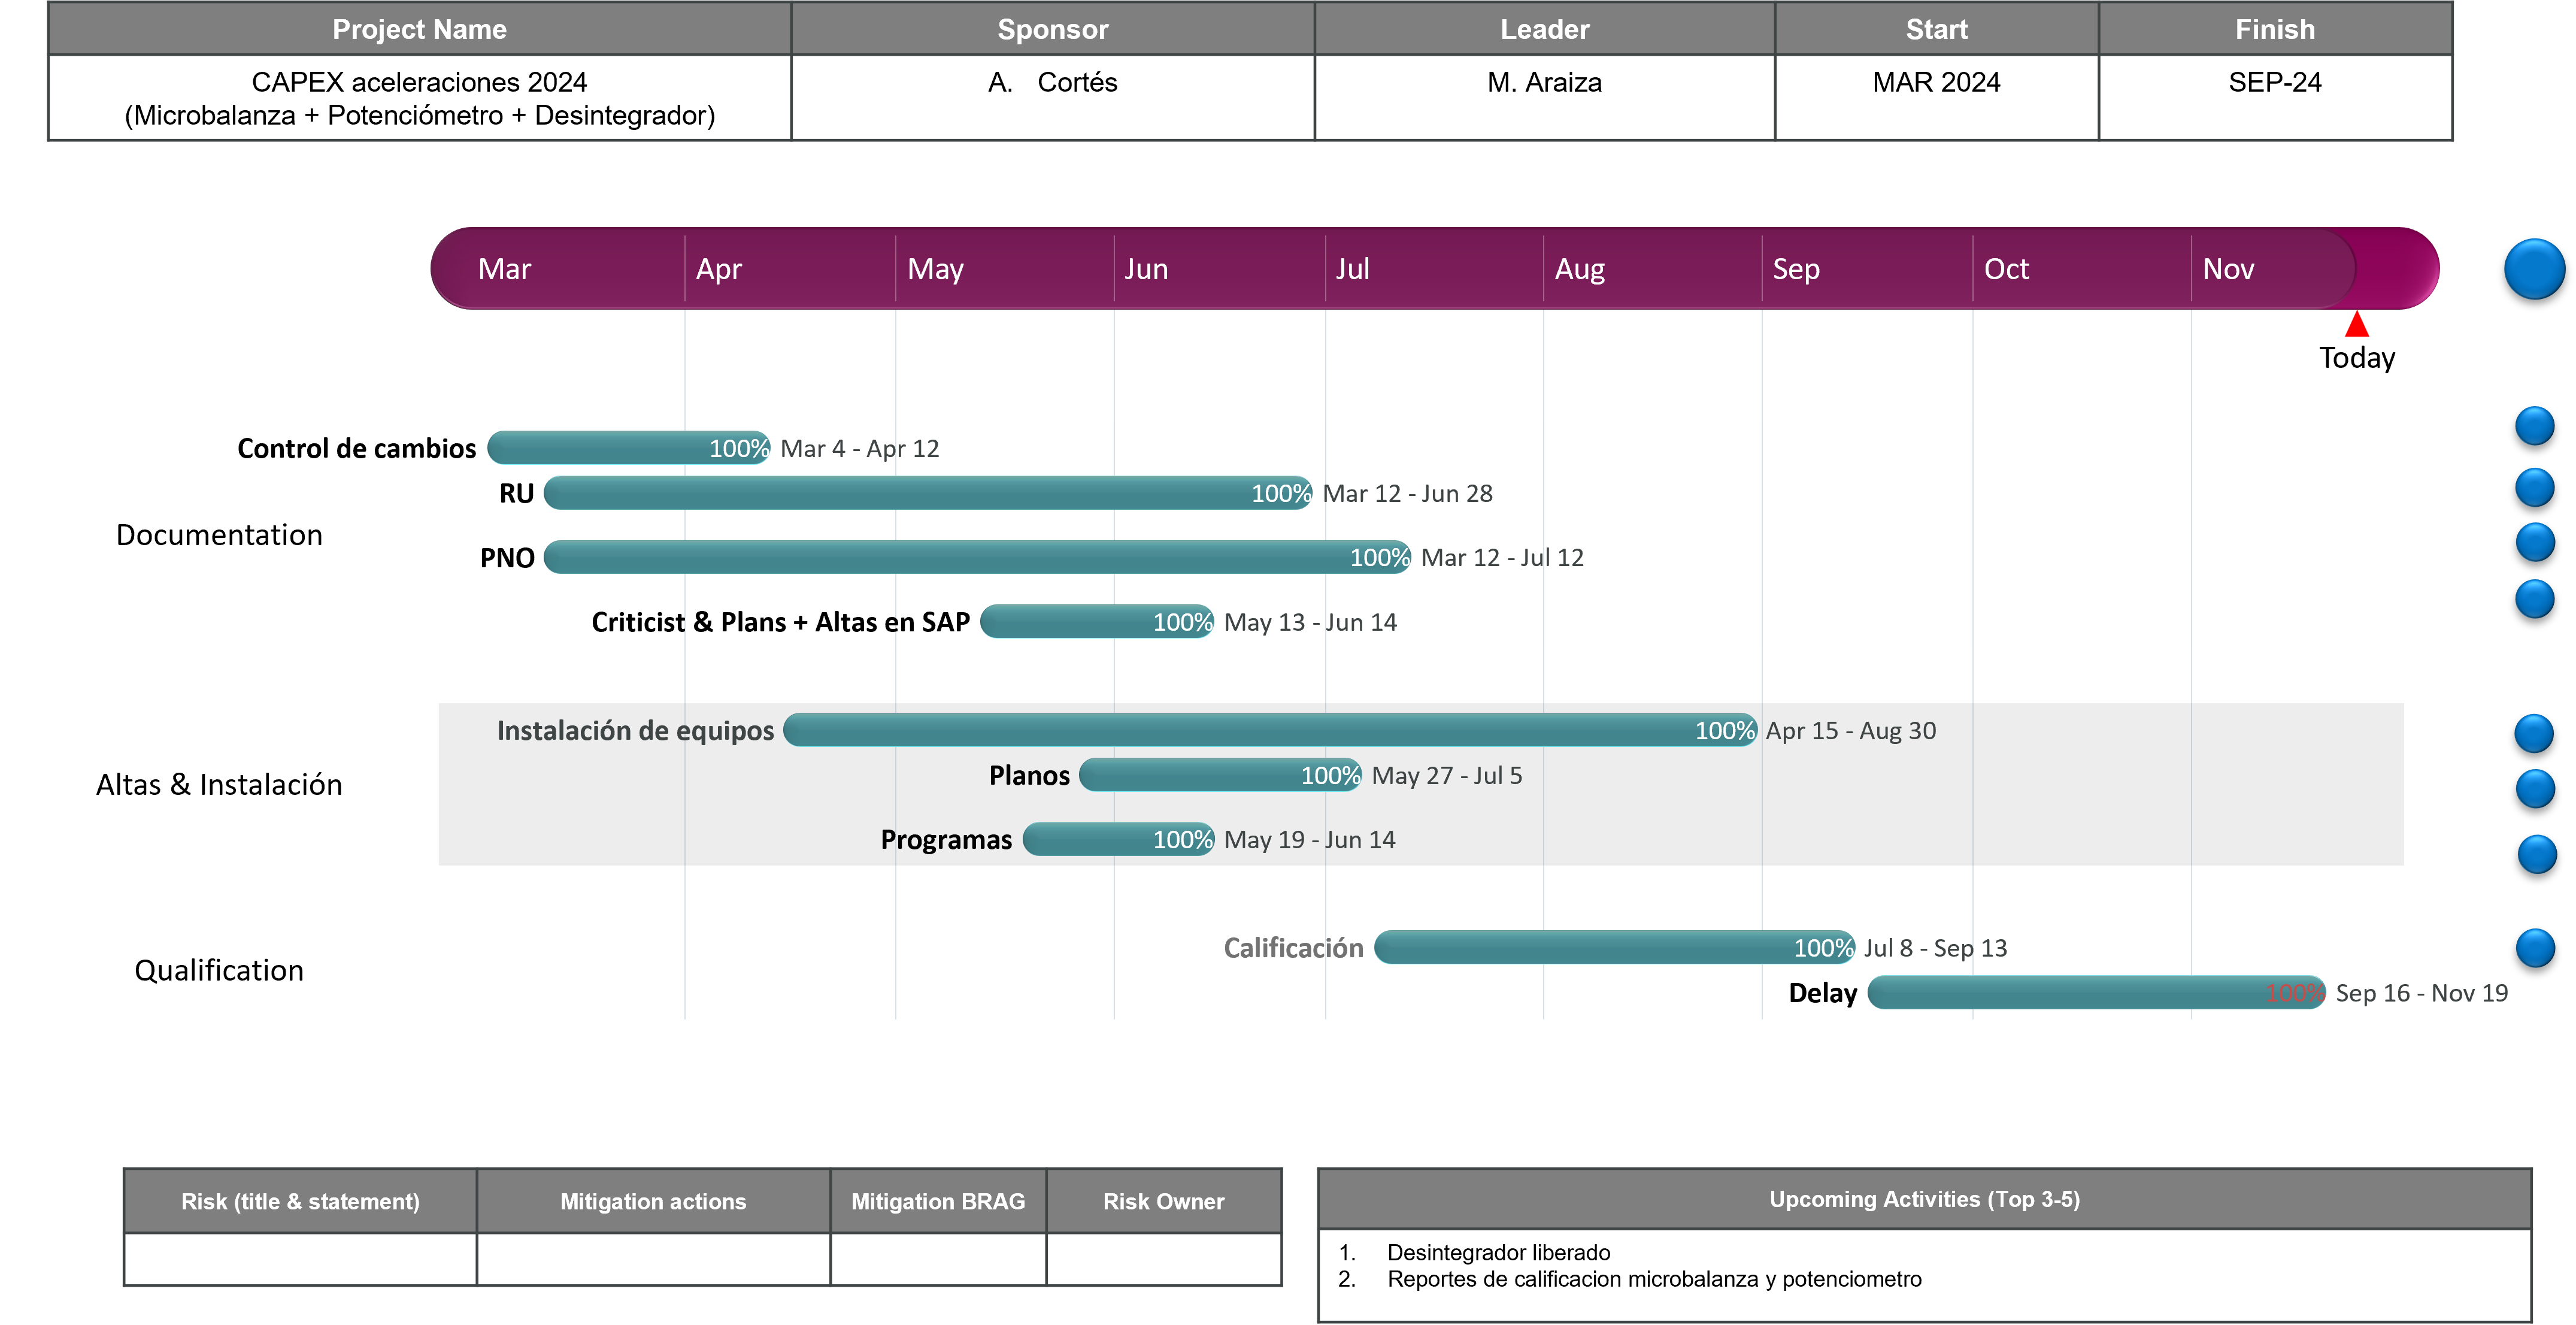 Project Name Sponsor Leader Start Finish
CAPEX aceleraciones 2024 A. Cortés M. Araiza MAR 2024 SEP-24
(Microbalanza + Potenciómetro + Desintegrador)
Mar Apr May Jun Jul Aug Sep Oct Nov
Today
Control de cambios 100% Mar 4 - Apr 12
RU 100% Mar 12 - Jun 28
Documentation
PNO 100% Mar 12 - Jul 12
Criticist & Plans + Altas en SAP 100% May 13 - Jun 14
Instalación de equipos 100% Apr 15 - Aug 30
Planos 100% May 27 - Jul 5
Altas & Instalación
Programas 100% May 19 - Jun 14
Calificación 100% Jul 8 - Sep 13
Qualification
Delay 100% Sep 16 - Nov 19
Risk (title & statement) Mitigation actions Mitigation BRAG Risk Owner
Upcoming Activities (Top 3-5)
1. Desintegrador liberado
2. Reportes de calificacion microbalanza y potenciometro